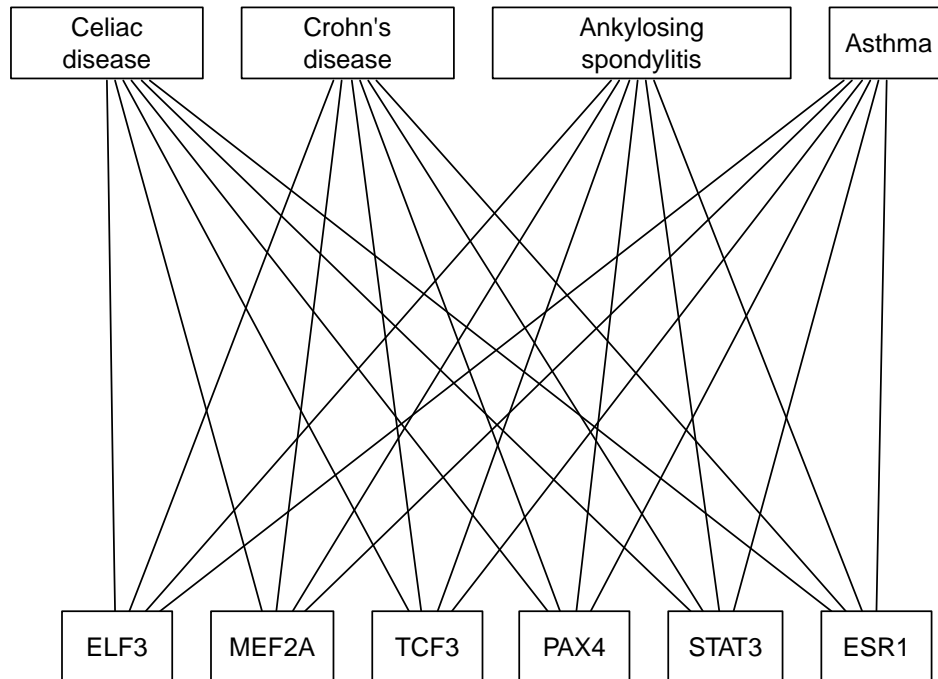 Celiac
disease
Crohn's
disease
Ankylosing
spondylitis
Asthma
ELF3
MEF2A
TCF3
PAX4
STAT3
ESR1